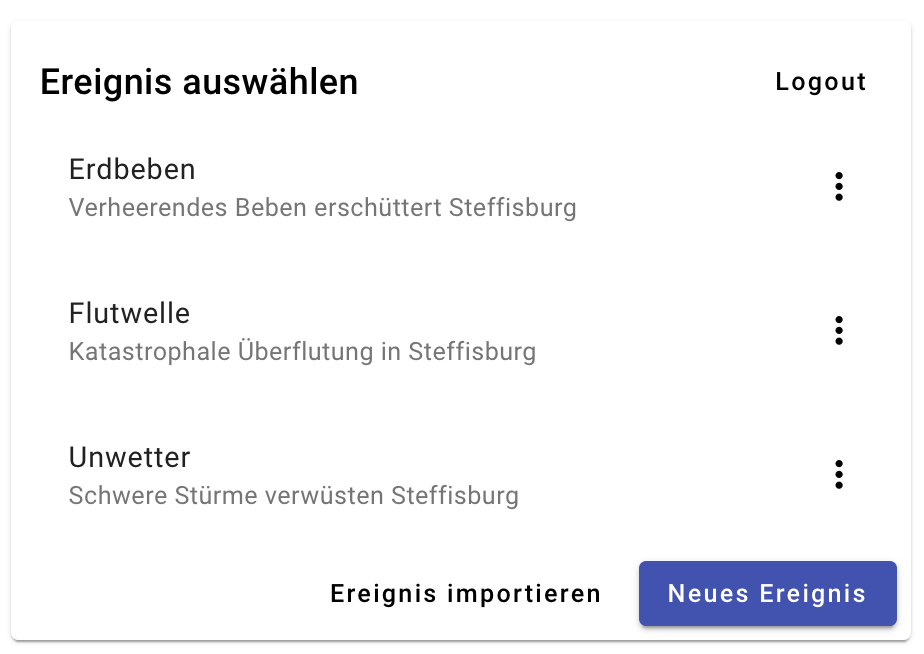 Ereignis auswählen
Logout
Erdbeben
Verheerendes Beben erschüttert Steffisburg
Flutwelle
Katastrophale Überflutung in Steffisburg
Unwetter
Schwere Stürme verwüsten Steffisburg
Ereignis importieren
Neues Ereignis